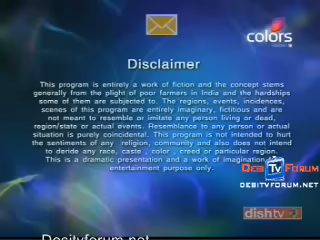 colors
Disclaimer
This program is entirely a work of fiction and the concept stems
generally from the plight of poor farmers in India and the hardships
some of them are subjected to. The regions, events, incidences,
scenes of this program are entirely imaginary, fictitious and are
not meant to resemble or imitate any person living or dead,
region/state or actual events. Resemblance to any person or actual
situation is purely coincidental. This program is not intended to hurt
the sentiments of any religion, community and also does not intend
to deride any race, caste , color , creed or particular region.
This is a dramatic presentation and a work of imagination
entertainment purpose only.
DESI TV FORUM
DESITVFORUM.NET
dishtv
Desitvforum.net